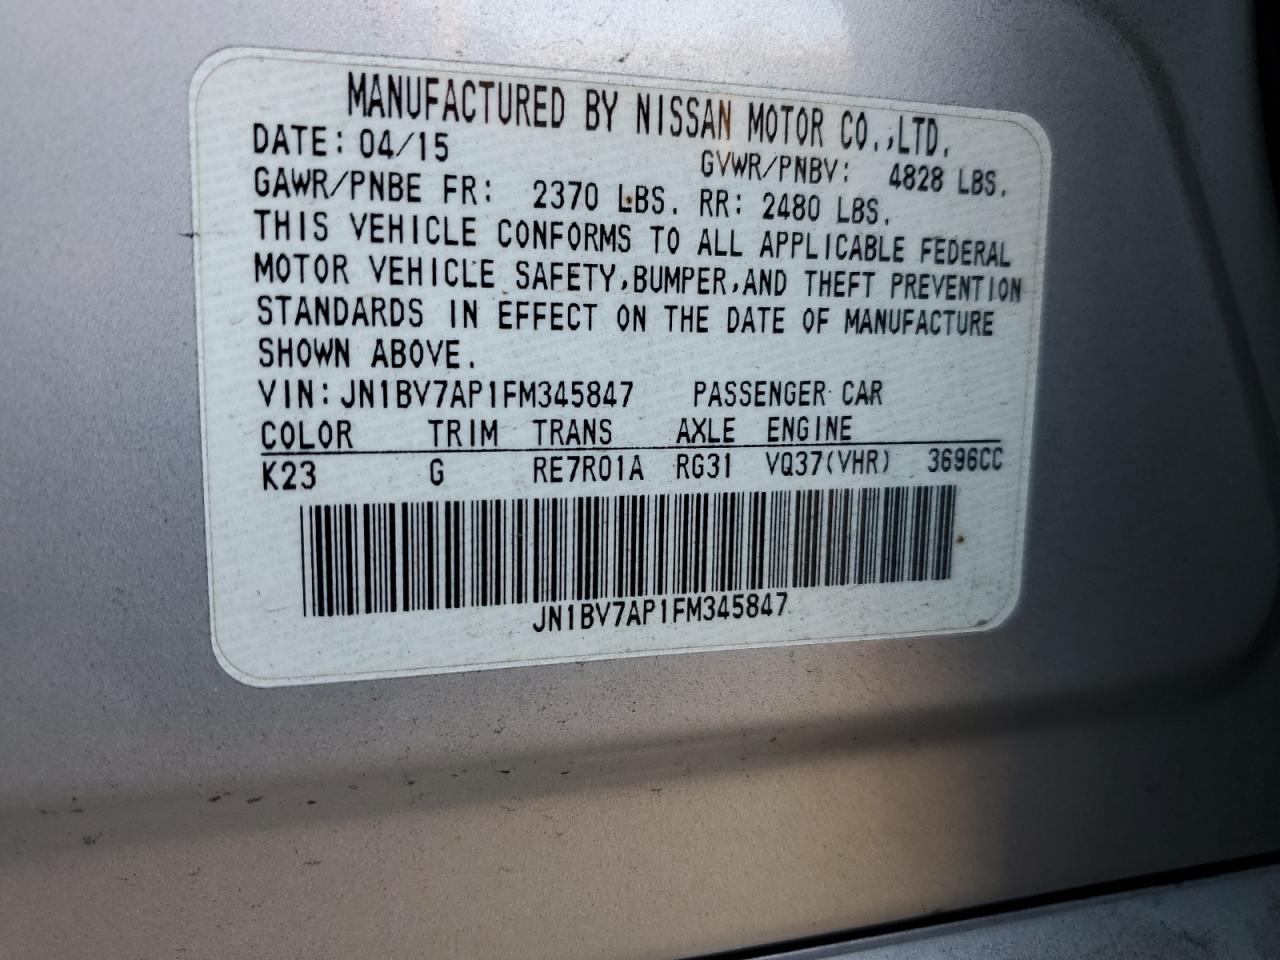 MANUFACTURED BY NISSAN MOTOR CO.,LTD.
DATE: 04/15 GVWR/PNBV: 4828 LBS.
GAWR/PNBE FR: 2370 LBS. RR: 2480 LBS.
THIS VEHICLE CONFORMS TO ALL APPLICABLE FEDERAL
MOTOR VEHICLE SAFETY,BUMPER,AND THEFT PREVENTION
STANDARDS IN EFFECT ON THE DATE OF MANUFACTURE
SHOWN ABOVE.
VIN: JN1BV7AP1FM345847 PASSENGER CAR
COLOR TRIM TRANS AXLE ENGINE
K23 G RE7R01A RG31 VQ37(VHR) 3696CC
JN1BV7AP1FM345847